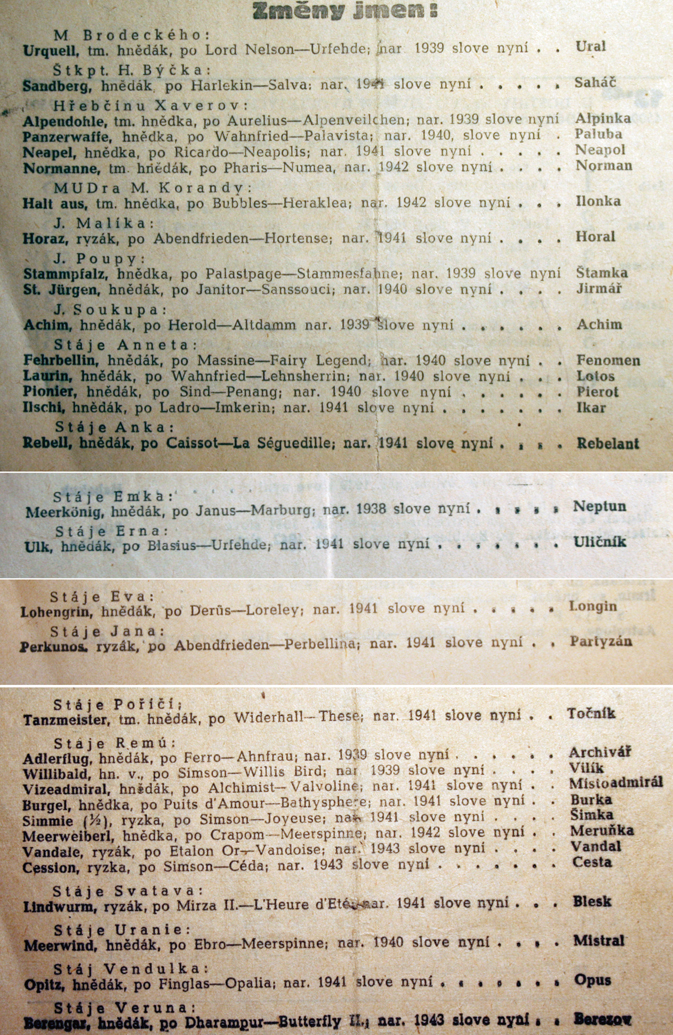 Změny jmen:
M Brodeckého:
Urquell, tm. hnědák, po Lord Nelson—Urfehde; nar 1939 slove nyní . . Ural
Štkpt. H. Býčka:
Sandberg, hnědák, po Harlekin—Salva; nar. 1941 slove nyní . . . . . Saháč
Hřebčínu Xaverov:
Alpendohle, tm. hnědka, po Aurelius—Alpenveilchen; nar. 1939 slove nyní Alpinka
Panzerwaffe, hnědka, po Wahnfried—Palavista; nar. 1940, slove nyní . Paluba
Neapel, hnědka, po Ricardo—Neapolis; nar. 1941 slove nyní . . . . . Neapol
Normanne, tm. hnědák, po Pharis—Numea, nar. 1942 slove nyní . . . Norman
MUDra M. Korandy:
Halt aus, tm. hnědka, po Bubbles—Heraklea; nar. 1942 slove nyní . . . Ilonka
J. Malíka:
Horaz, ryzák, po Abendfrieden—Hortense; nar. 1941 slove nyní . . . . Horal
J. Poupy:
Stammpfalz, hnědka, po Palastpage—Stammesfahne; nar. 1939 slove nyní Štamka
St. Jürgen, hnědák, po Janitor—Sanssouci; nar. 1940 slove nyní . . . . Jirmář
J. Soukupa:
Achim, hnědák, po Herold—Altdamm nar. 1939 slove nyní . . . . . . Achim
Stáje Anneta:
Fehrbellin, hnědák, po Massine—Fairy Legend; nar. 1940 slove nyní . . Fenomen
Laurin, hnědák, po Wahnfried—Lehnsherrin; nar. 1940 slove nyní . . . Lotos
Pionier, hnědák, po Sind—Penang; nar. 1940 slove nyní . . . . . . Pierot
Ilschi, hnědák, po Ladro—Imkerin; nar. 1941 slove nyní . . . . . . . Ikar
Stáje Anka:
Rebell, hnědák, po Caissot—La Séguedille; nar. 1941 slove nyní . . . . Rebelant
Stáje Emka:
Meerkönig, hnědák, po Janus—Marburg; nar. 1938 slove nyní . . . . . Neptun
Stáje Erna:
Ulk, hnědák, po Blasius—Urfehde; nar. 1941 slove nyní . . . . . . . Uličník
Stáje Eva:
Lohengrin, hnědák, po Derüs—Loreley; nar. 1941 slove nyní . . . . . Longin
Stáje Jana:
Perkunos, ryzák, po Abendfrieden—Perbellina; nar. 1941 slove nyní . . Partyzán
Stáje Poříčí;
Tanzmeister, tm. hnědák, po Widerhall—These; nar. 1941 slove nyní . . Točník
Stáje Remú:
Adlerflug, hnědák, po Ferro—Ahnfrau; nar. 1939 slove nyní . . . . . . Archivář
Willibald, hn. v., po Simson—Willis Bird; nar 1939 slove nyní . . . . Vilík
Vizeadmiral, hnědák, po Alchimist—Valvoline; nar. 1941 slove nyní . . . Místoadmirál
Burgel, hnědka, po Puits d'Amour—Bathysphere; nar. 1941 slove nyní . . Burka
Simmie (½), ryzka, po Simson—Joyeuse; nar. 1941 slove nyní . . . . Šimka
Meerweiberl, hnědka, po Crapom—Meerspinne; nar. 1942 slove nyní . . . Meruňka
Vandale, ryzák, po Etalon Or—Vandoise; nar. 1943 slove nyní . . . . Vandal
Cession, ryzka, po Simson—Céda; nar. 1943 slove nyní . . . . . . . Cesta
Stáje Svatava:
Lindwurm, ryzák, po Mirza II.—L'Heure d'Eté; nar. 1941 slove nyní . . . Blesk
Stáje Uranie:
Meerwind, hnědák, po Ebro—Meerspinne; nar. 1940 slove nyní . . . . Mistral
Stáj Vendulka:
Opitz, hnědák, po Finglas—Opalia; nar. 1941 slove nyní . . . . . . . Opus
Stáje Veruna:
Berengar, hnědák, po Dharampur—Butterfly II.; nar. 1943 slove nyní . . Berezov